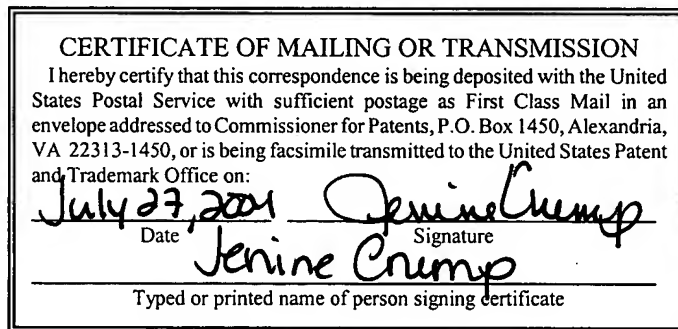 CERTIFICATE OF MAILING OR TRANSMISSION
I hereby certify that this correspondence is being deposited with the United
States Postal Service with sufficient postage as First Class Mail in an
envelope addressed to Commissioner for Patents, P.O. Box 1450, Alexandria,
VA 22313-1450, or is being facsimile transmitted to the United States Patent
and Trademark Office on:
July 27, 2004 Jenine Crump
Date Signature
Jenine Crump
Typed or printed name of person signing certificate